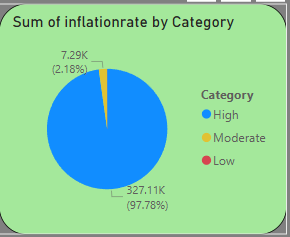 Sum of inflationrate by Category
7.29K
(2.18%)
Category
High
Moderate
Low
327.11K
(97.78%)